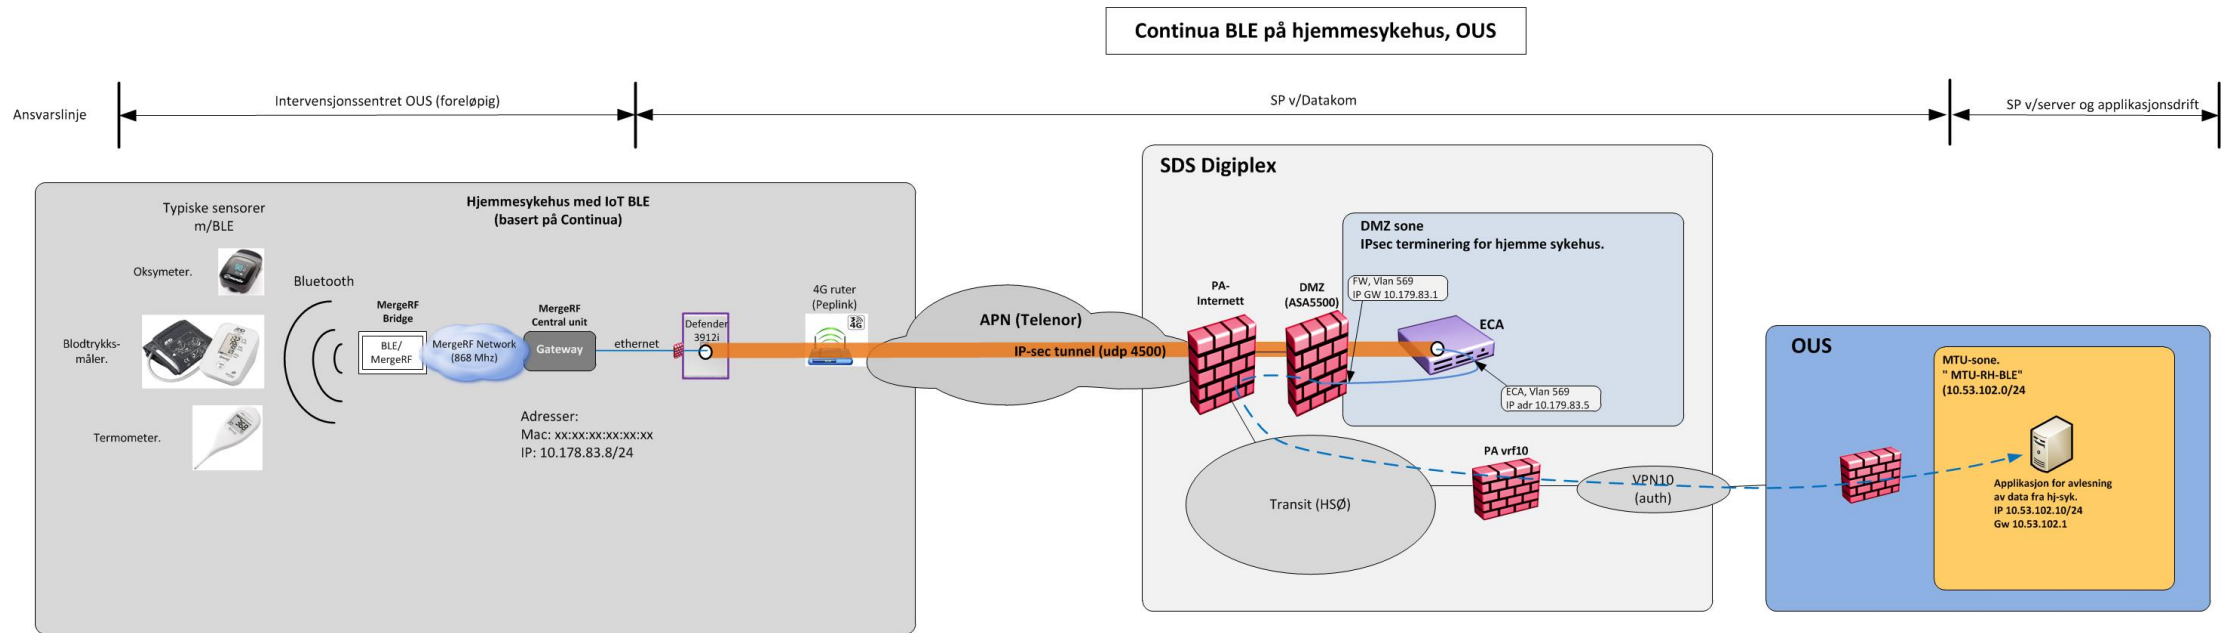 Continua BLE på hjemmesykehus, OUS
Ansvarslinje
Intervensjonssentret OUS (foreløpig)
SP v/Datakom
SP v/server og applikasjonsdrift
Typiske sensorer
m/BLE
Oksymeter.
Blodtrykks-
måler.
Termometer.
Bluetooth
Hjemmesykehus med IoT BLE
(basert på Continua)
MergeRF
Bridge
BLE/
MergeRF
MergeRF Network
(868 Mhz)
MergeRF
Central unit
Gateway
ethernet
Adresser:
Mac: xx:xx:xx:xx:xx:xx
IP: 10.178.83.8/24
Defender
3912i
4G ruter
(Peplink)
4G
APN (Telenor)
IP-sec tunnel (udp 4500)
SDS Digiplex
PA-
Internett
DMZ
(ASA5500)
DMZ sone
IPsec terminering for hjemme sykehus.
FW, Vlan 569
IP GW 10.179.83.1
ECA
ECA, Vlan 569
IP adr 10.179.83.5
Transit (HSØ)
PA vrf10
VPN10
(auth)
OUS
MTU-sone.
" MTU-RH-BLE"
(10.53.102.0/24
Applikasjon for avlesning
av data fra hj-syk.
IP 10.53.102.10/24
Gw 10.53.102.1